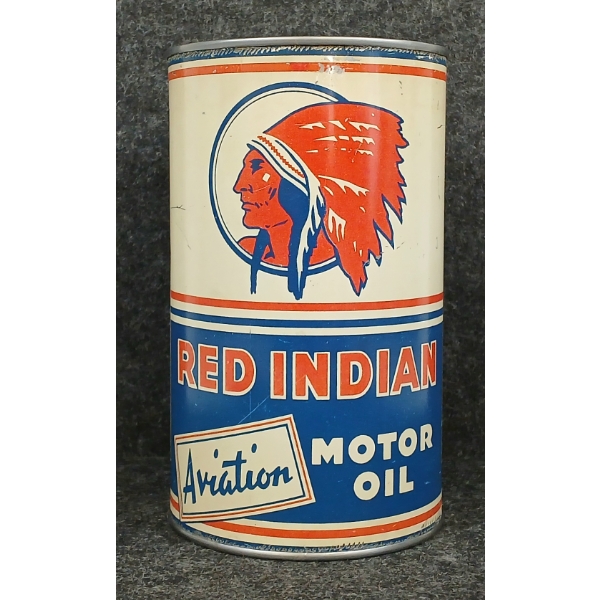 RED INDIAN
Aviation
MOTOR
OIL